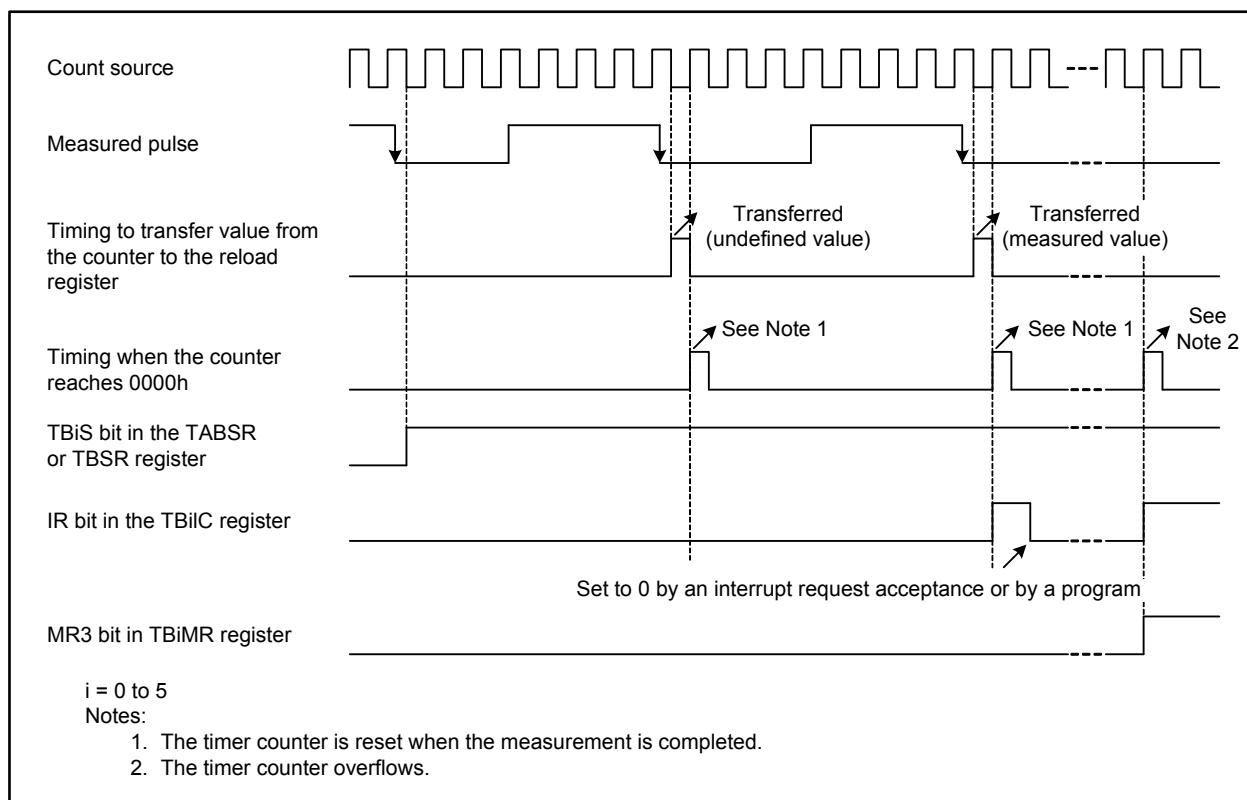 Count source
Measured pulse
Timing to transfer value from
the counter to the reload
register
Transferred
(undefined value)
Transferred
(measured value)
Timing when the counter
reaches 0000h
See Note 1
See Note 1
See
Note 2
TBiS bit in the TABSR
or TBSR register
IR bit in the TBiIC register
Set to 0 by an interrupt request acceptance or by a program
MR3 bit in TBiMR register
i = 0 to 5
Notes:
1. The timer counter is reset when the measurement is completed.
2. The timer counter overflows.